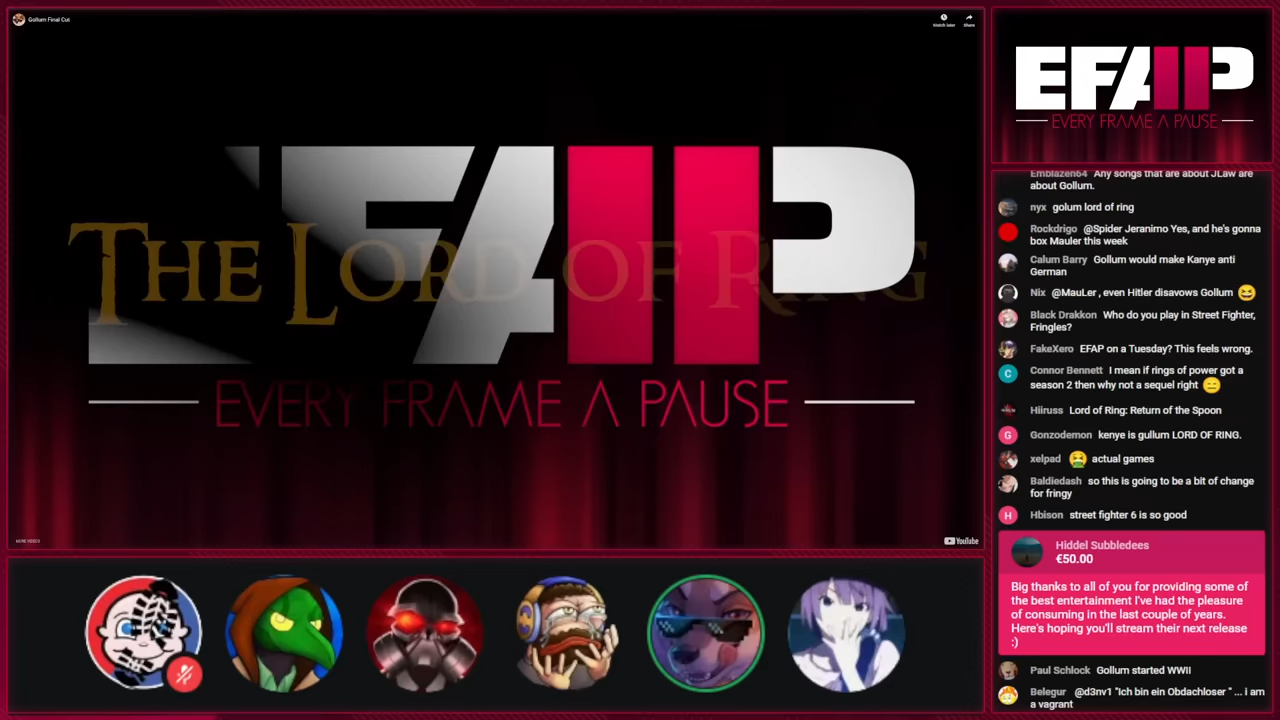 Gollum Final Cut
Watch later
Share
EFAP
THE LORD OF RING
EVERY FRAME A PAUSE
MORE VIDEOS
YouTube
EFAP
EVERY FRAME A PAUSE
Emblazen64 Any songs that are about JLaw are
about Gollum.
nyx golum lord of ring
Rockdrigo @Spider Jeranimo Yes, and he's gonna
box Mauler this week
Calum Barry Gollum would make Kanye anti
German
Nix @MauLer , even Hitler disavows Gollum 😆
Black Drakkon Who do you play in Street Fighter,
Fringles?
FakeXero EFAP on a Tuesday? This feels wrong.
C
Connor Bennett I mean if rings of power got a
season 2 then why not a sequel right 😑
Hiiruss Lord of Ring: Return of the Spoon
G
Gonzodemon kenye is gullum LORD OF RING.
xelpad 🤮 actual games
Baldiedash so this is going to be a bit of change
for fringy
H
Hbison street fighter 6 is so good
Hiddel Subbledees
€50.00
Big thanks to all of you for providing some of
the best entertainment I've had the pleasure
of consuming in the last couple of years.
Here's hoping you'll stream their next release
:)
Paul Schlock Gollum started WWII
Belegur @d3nv1 "Ich bin ein Obdachloser " ... i am
a vagrant